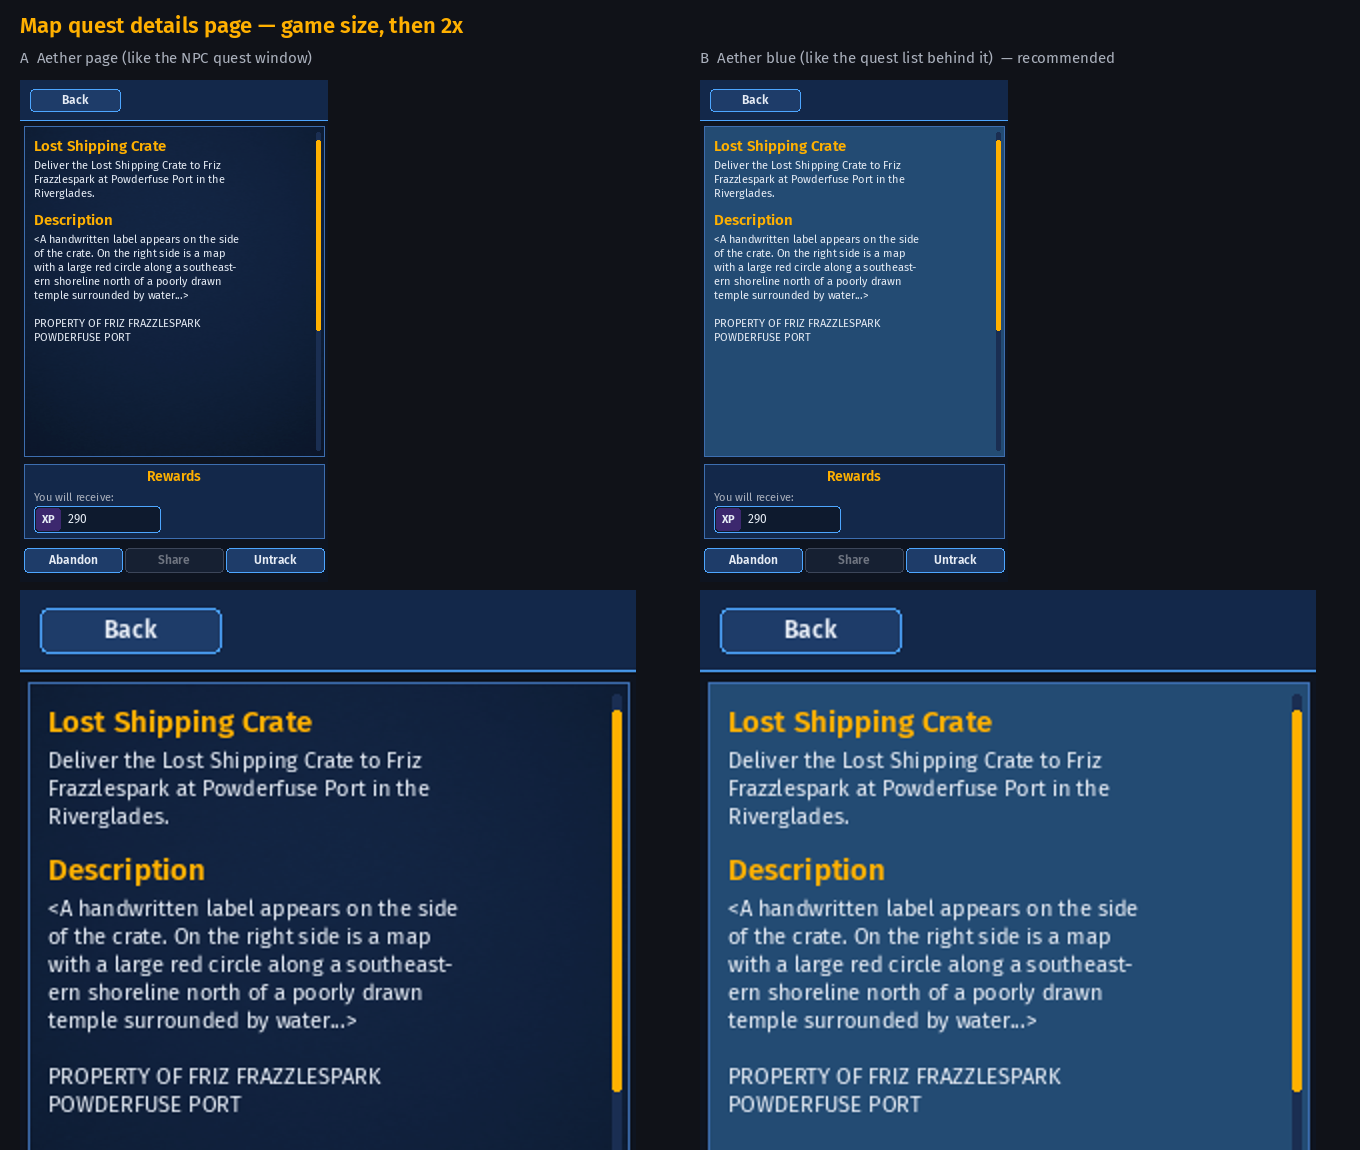 Map quest details page — game size, then 2x
A Aether page (like the NPC quest window)
Back
Lost Shipping Crate
Deliver the Lost Shipping Crate to Friz
Frazzlespark at Powderfuse Port in the
Riverglades.
Description
<A handwritten label appears on the side
of the crate. On the right side is a map
with a large red circle along a southeast-
ern shoreline north of a poorly drawn
temple surrounded by water...>
PROPERTY OF FRIZ FRAZZLESPARK
POWDERFUSE PORT
Rewards
You will receive:
XP 290
Abandon Share Untrack
B Aether blue (like the quest list behind it) — recommended
Back
Lost Shipping Crate
Deliver the Lost Shipping Crate to Friz
Frazzlespark at Powderfuse Port in the
Riverglades.
Description
<A handwritten label appears on the side
of the crate. On the right side is a map
with a large red circle along a southeast-
ern shoreline north of a poorly drawn
temple surrounded by water...>
PROPERTY OF FRIZ FRAZZLESPARK
POWDERFUSE PORT
Rewards
You will receive:
XP 290
Abandon Share Untrack
Back
Lost Shipping Crate
Deliver the Lost Shipping Crate to Friz
Frazzlespark at Powderfuse Port in the
Riverglades.
Description
<A handwritten label appears on the side
of the crate. On the right side is a map
with a large red circle along a southeast-
ern shoreline north of a poorly drawn
temple surrounded by water...>
PROPERTY OF FRIZ FRAZZLESPARK
POWDERFUSE PORT
Back
Lost Shipping Crate
Deliver the Lost Shipping Crate to Friz
Frazzlespark at Powderfuse Port in the
Riverglades.
Description
<A handwritten label appears on the side
of the crate. On the right side is a map
with a large red circle along a southeast-
ern shoreline north of a poorly drawn
temple surrounded by water...>
PROPERTY OF FRIZ FRAZZLESPARK
POWDERFUSE PORT